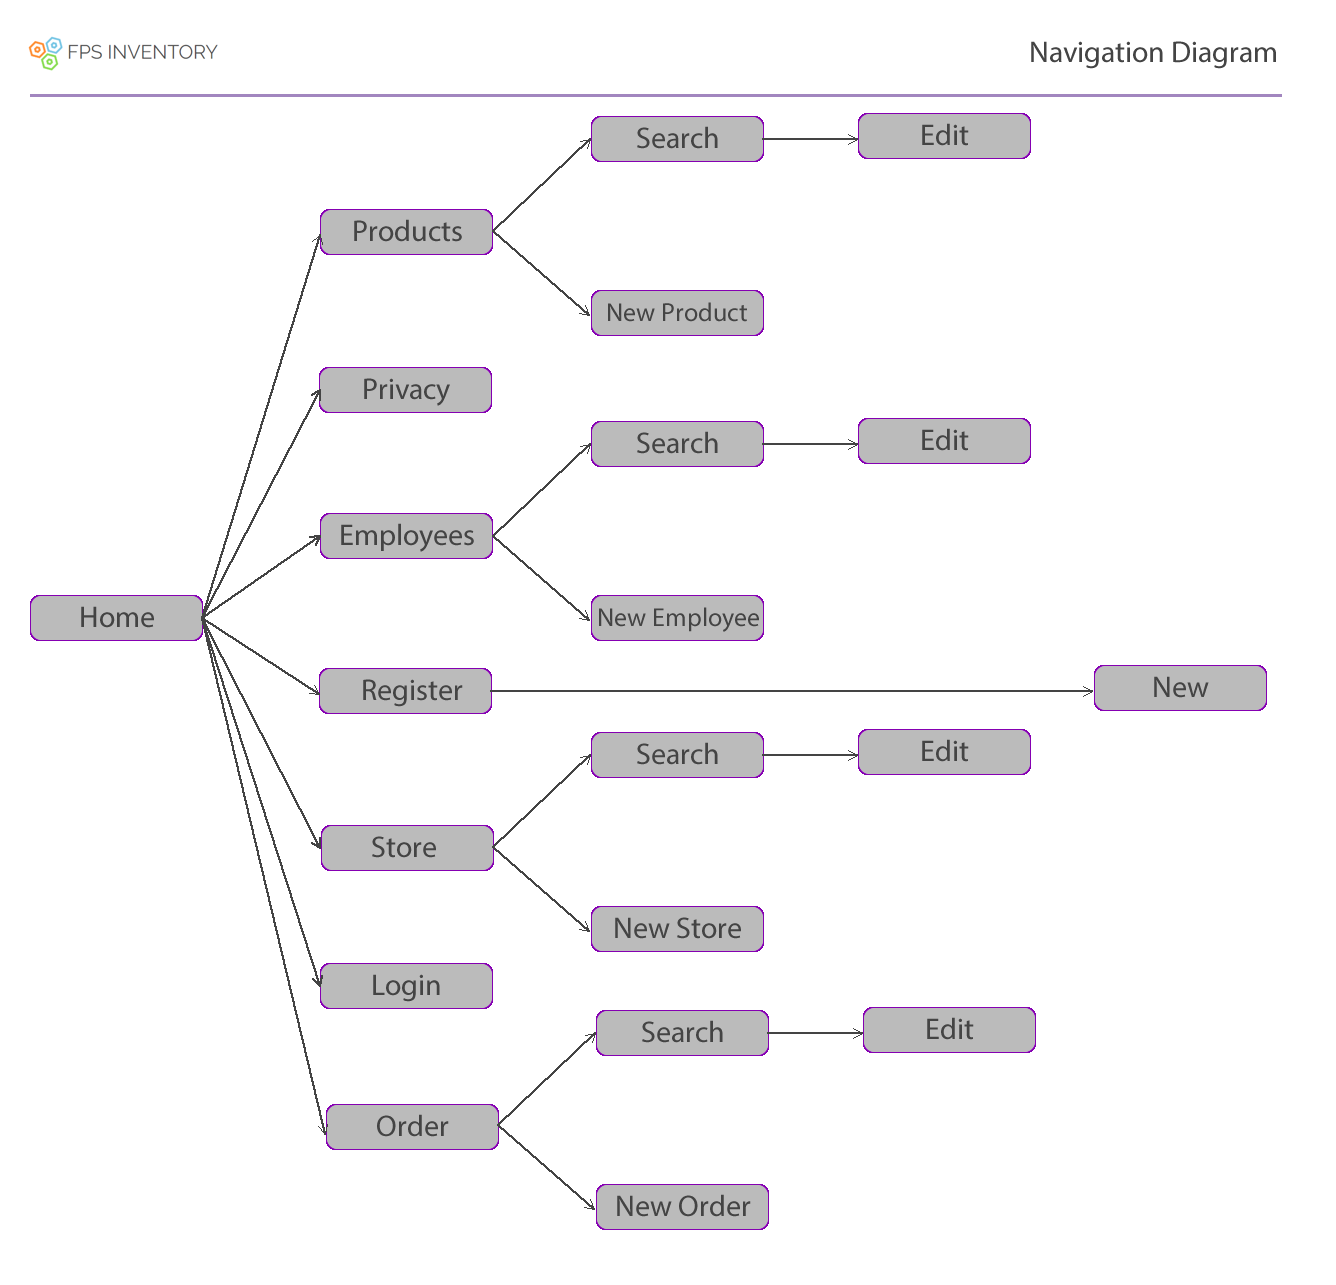 FPS INVENTORY
Navigation Diagram
Search
Edit
Products
New Product
Privacy
Search
Edit
Employees
Home
New Employee
Register
New
Search
Edit
Store
New Store
Login
Search
Edit
Order
New Order